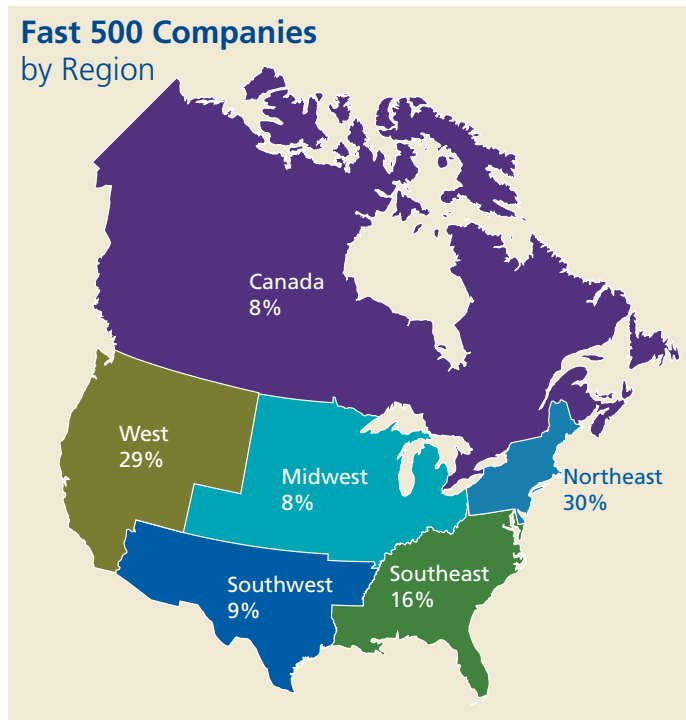 Fast 500 Companies
by Region
Canada
8%
West
29%
Midwest
8%
Northeast
30%
Southwest
9%
Southeast
16%